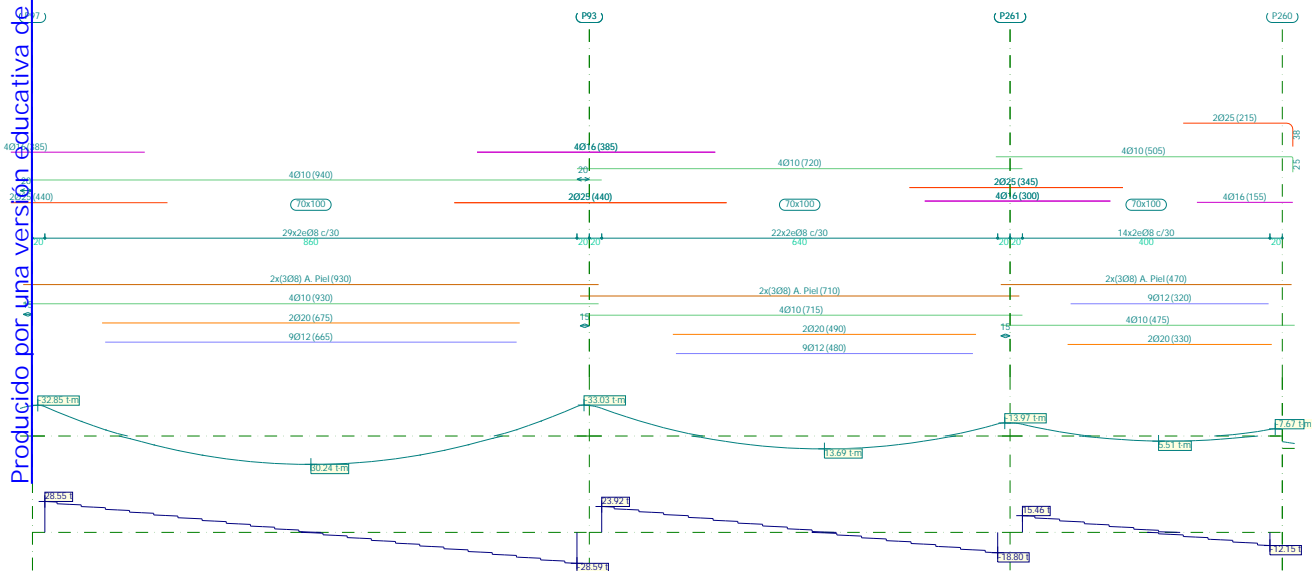 Producido por una versión educativa de
P97
P93
P261
P260
2Ø25 (215)
38
4Ø16 (385)
4Ø16 (385)
4Ø10 (505)
25
4Ø10 (720)
20
4Ø10 (940)
2Ø25 (345)
2Ø25 (440)
70x100
2Ø25 (440)
70x100
4Ø16 (300)
70x100
4Ø16 (155)
29x2eØ8 c/30
22x2eØ8 c/30
14x2eØ8 c/30
20
860
20
20
640
20
20
400
20
2x(3Ø8) A. Piel (930)
2x(3Ø8) A. Piel (470)
2x(3Ø8) A. Piel (710)
4Ø10 (930)
9Ø12 (320)
4Ø10 (715)
2Ø20 (675)
15
4Ø10 (475)
15
2Ø20 (490)
9Ø12 (665)
2Ø20 (330)
9Ø12 (480)
-32.85 t·m
-33.03 t·m
-13.97 t·m
-7.67 t·m
30.24 t·m
13.69 t·m
5.51 t·m
28.55 t
23.92 t
15.46 t
-28.59 t
-18.80 t
-12.15 t